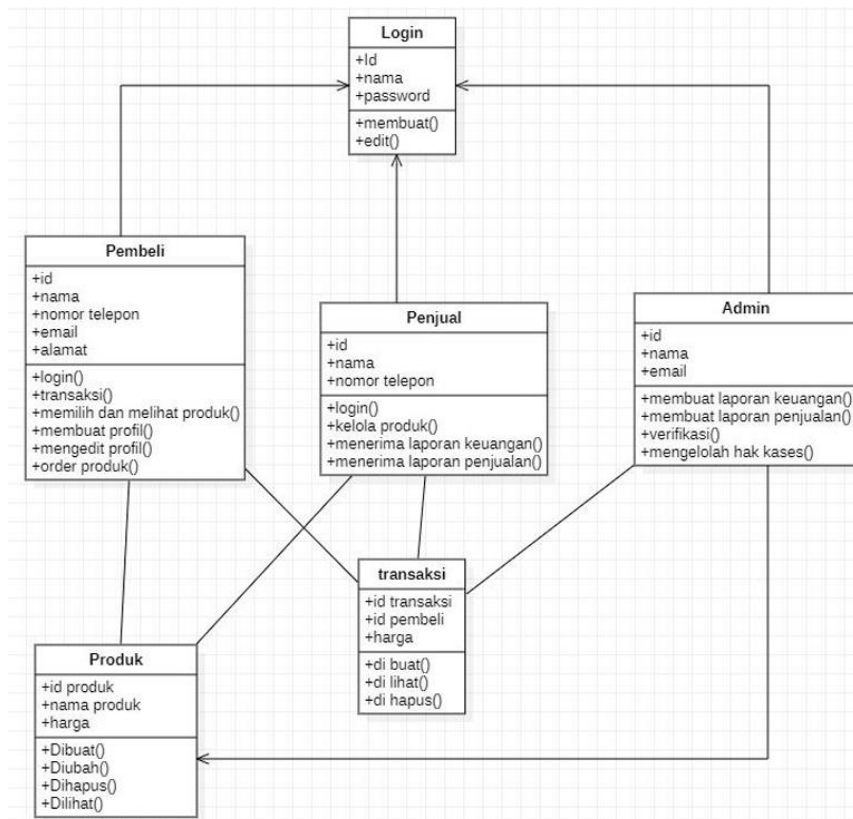 Login
+Id
+nama
+password
+membuat()
+edit()
Pembeli
+id
+nama
+nomor telepon
+email
+alamat
+login()
+transaksi()
+memilih dan melihat produk()
+membuat profil()
+mengedit profil()
+order produk()
Penjual
+id
+nama
+nomor telepon
+login()
+kelola produk()
+menerima laporan keuangan()
+menerima laporan penjualan()
Admin
+id
+nama
+email
+membuat laporan keuangan()
+membuat laporan penjualan()
+verifikasi()
+mengelolah hak kases()
transaksi
+id transaksi
+id pembeli
+harga
+di buat()
+di lihat()
+di hapus()
Produk
+id produk
+nama produk
+harga
+Dibuat()
+Diubah()
+Dihapus()
+Dilihat()